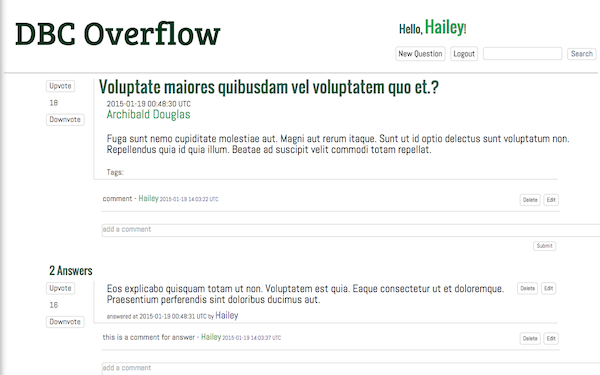 DBC Overflow
Hello, Hailey!
New Question Logout Search
Upvote
18
Downvote
Voluptate maiores quibusdam vel voluptatem quo et.?
2015-01-19 00:48:30 UTC
Archibald Douglas
Fuga sunt nemo cupiditate molestiae aut. Magni aut rerum itaque. Sunt ut id optio delectus sunt voluptatum non.
Repellendus quia id quia illum. Beatae ad suscipit velit commodi totam repellat.
Tags:
comment - Hailey 2015-01-19 14:03:22 UTC Delete Edit
add a comment
Submit
2 Answers
Upvote
16
Downvote
Eos explicabo quisquam totam ut non. Voluptatem est quia. Eaque consectetur ut et doloremque.
Praesentium perferendis sint doloribus ducimus aut.
Delete Edit
answered at 2015-01-19 00:48:31 UTC by Hailey
this is a comment for answer - Hailey 2015-01-19 14:03:37 UTC Delete Edit
add a comment